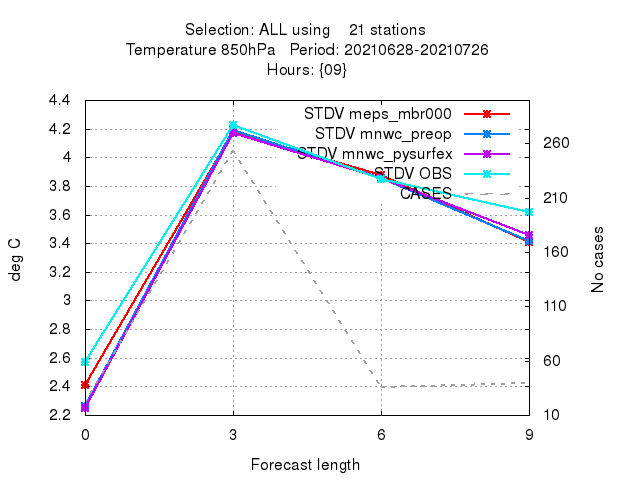 Selection: ALL using 21 stations
Temperature 850hPa Period: 20210628-20210726
Hours: {09}
STDV meps_mbr000
STDV mnwc_preop
STDV mnwc_pysurfex
STDV OBS
CASES
4.4
4.2
4
3.8
3.6
3.4
3.2
3
2.8
2.6
2.4
2.2
260
210
160
110
60
10
deg C
No cases
0 3 6 9
Forecast length